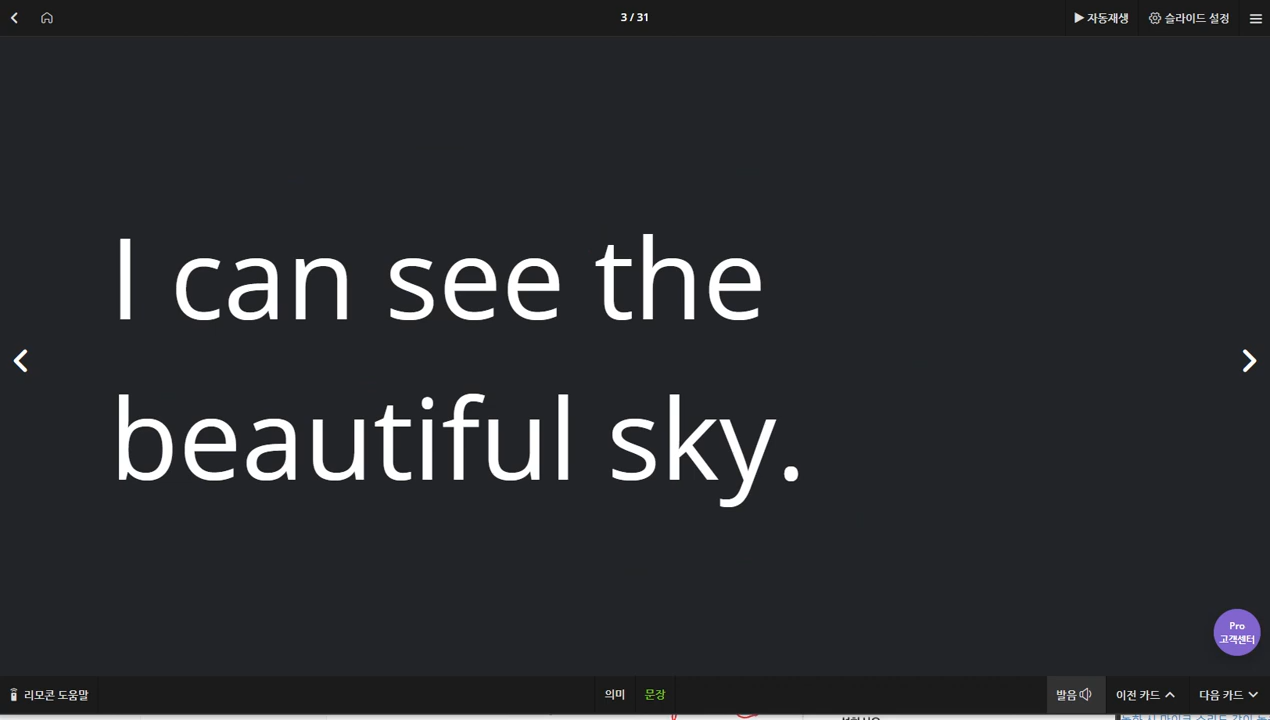 3 / 31
자동재생
슬라이드 설정
I can see the
beautiful sky.
Pro
고객센터
리모콘 도움말
의미
문장
발음
이전 카드
다음 카드